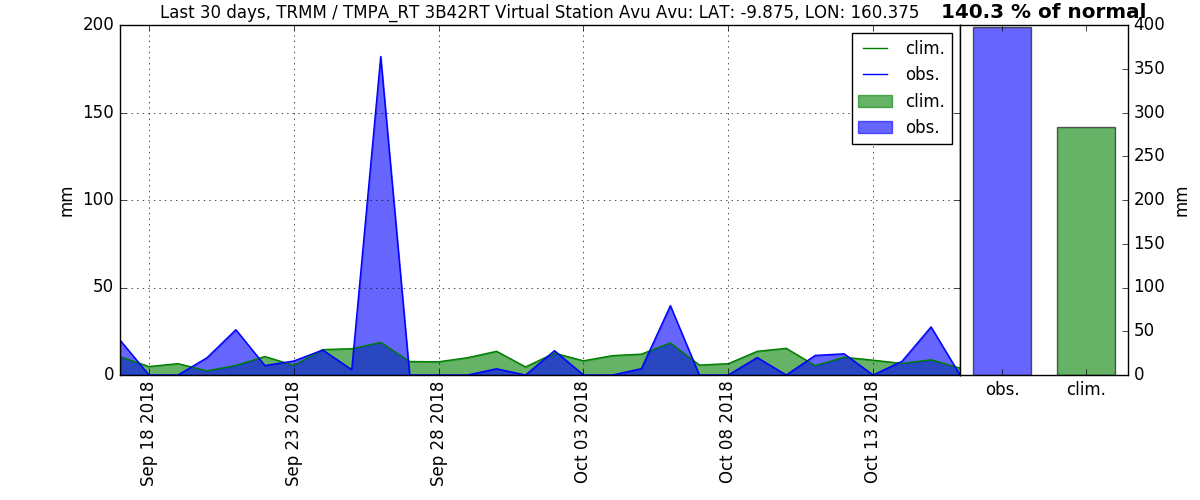 Last 30 days, TRMM / TMPA_RT 3B42RT Virtual Station Avu Avu: LAT: -9.875, LON: 160.375
140.3 % of normal
200
150
100
50
0
mm
clim.
obs.
clim.
obs.
400
350
300
250
200
150
100
50
0
mm
obs.
clim.
Sep 18 2018
Sep 23 2018
Sep 28 2018
Oct 03 2018
Oct 08 2018
Oct 13 2018